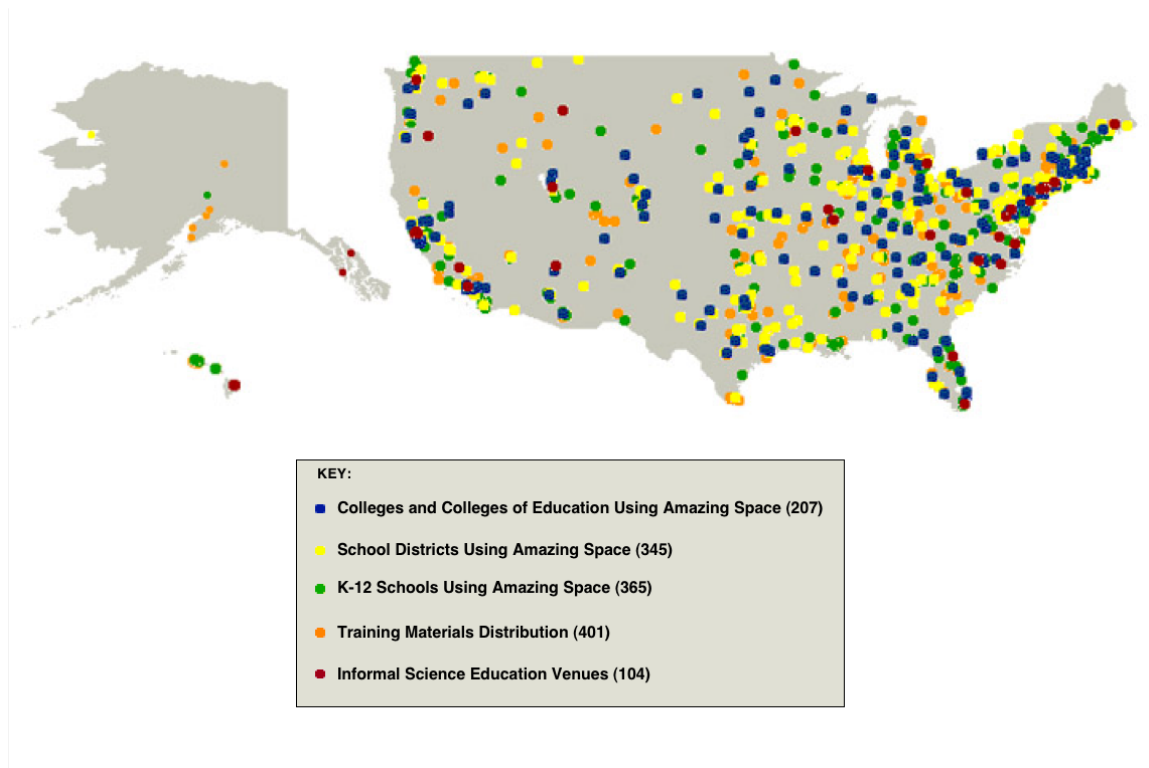 KEY:
Colleges and Colleges of Education Using Amazing Space (207)
School Districts Using Amazing Space (345)
K-12 Schools Using Amazing Space (365)
Training Materials Distribution (401)
Informal Science Education Venues (104)